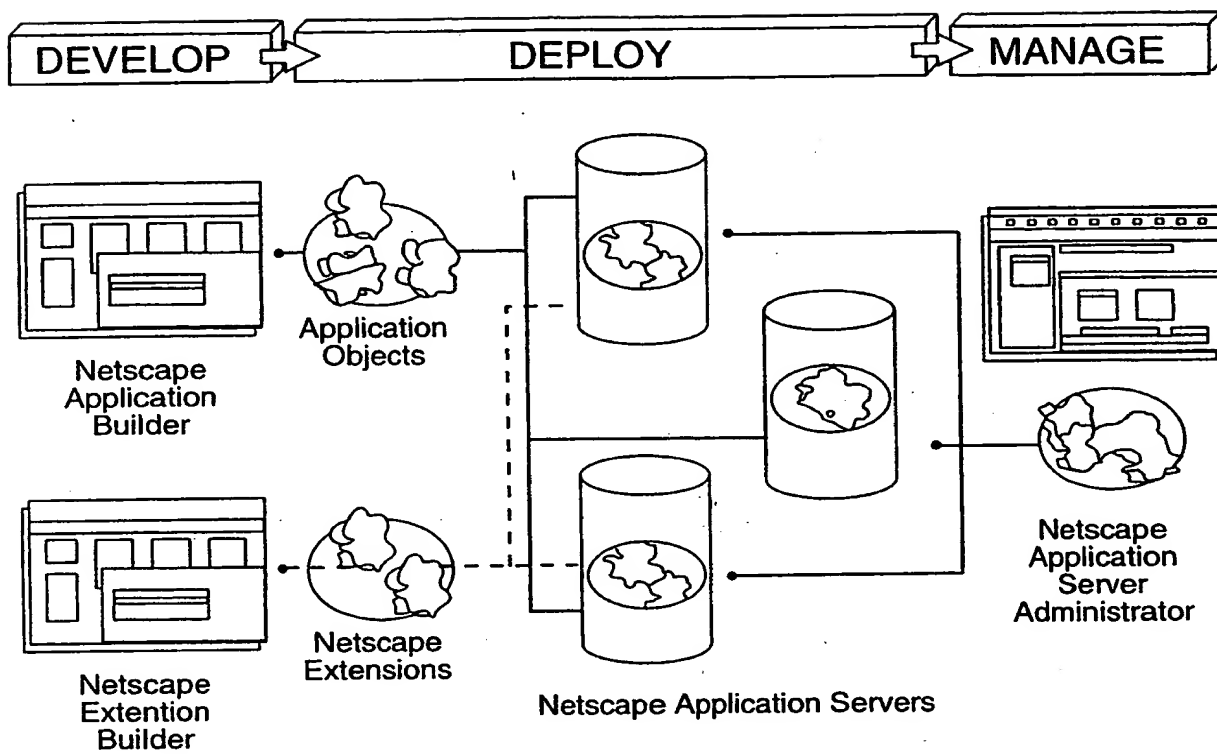 DEVELOP
DEPLOY
MANAGE
Netscape
Application
Builder
Application
Objects
Netscape
Extention
Builder
Netscape
Extensions
Netscape Application Servers
Netscape
Application
Server
Administrator